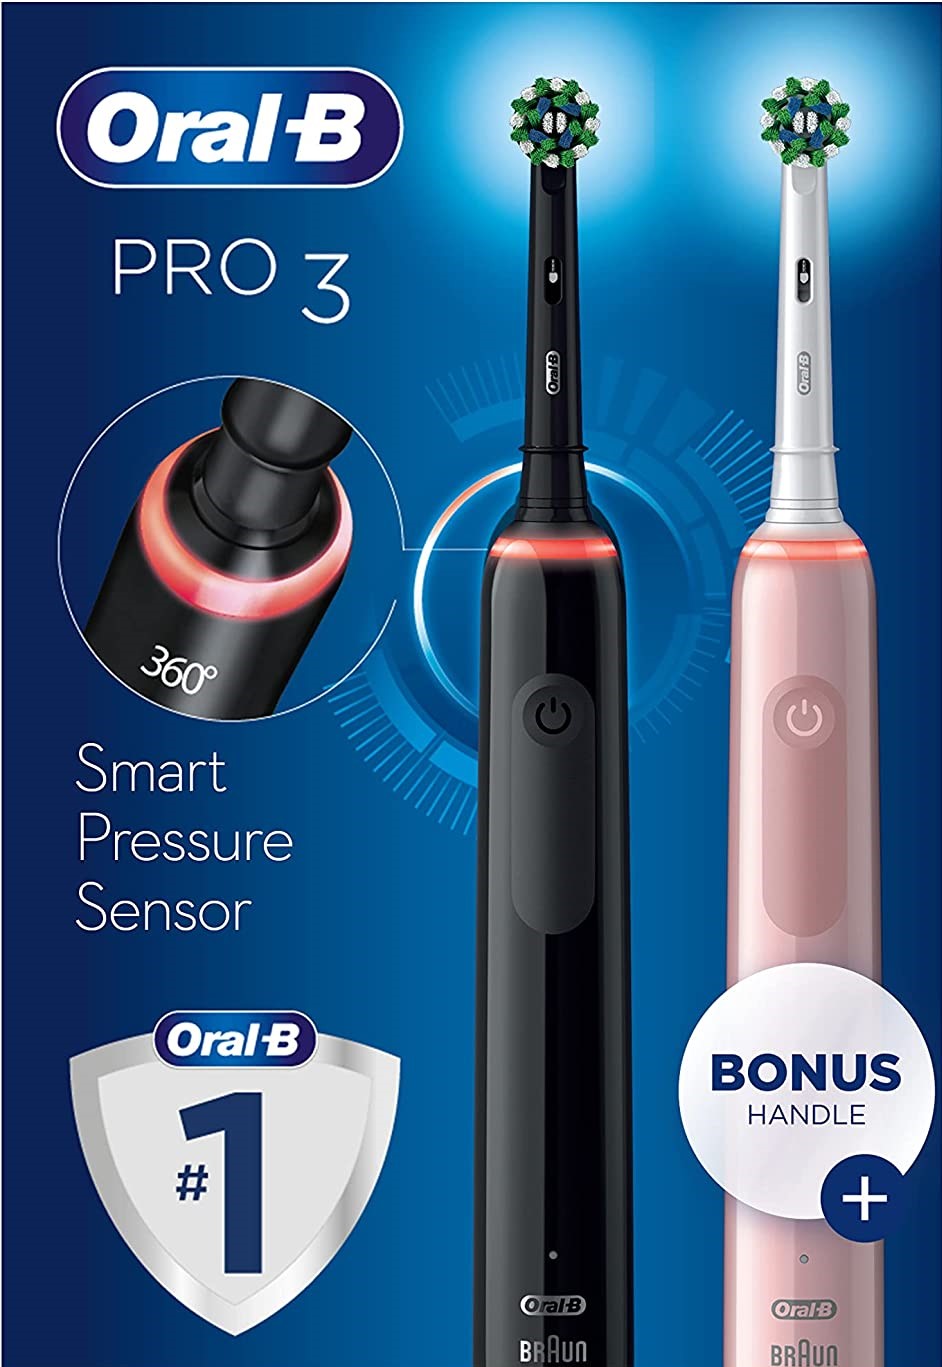 Oral-B
PRO 3
360°
Smart
Pressure
Sensor
Oral-B
#1
Oral-B
Oral-B
BONUS
HANDLE
+
Oral-B
BRAUN
Oral-B
BRAUN